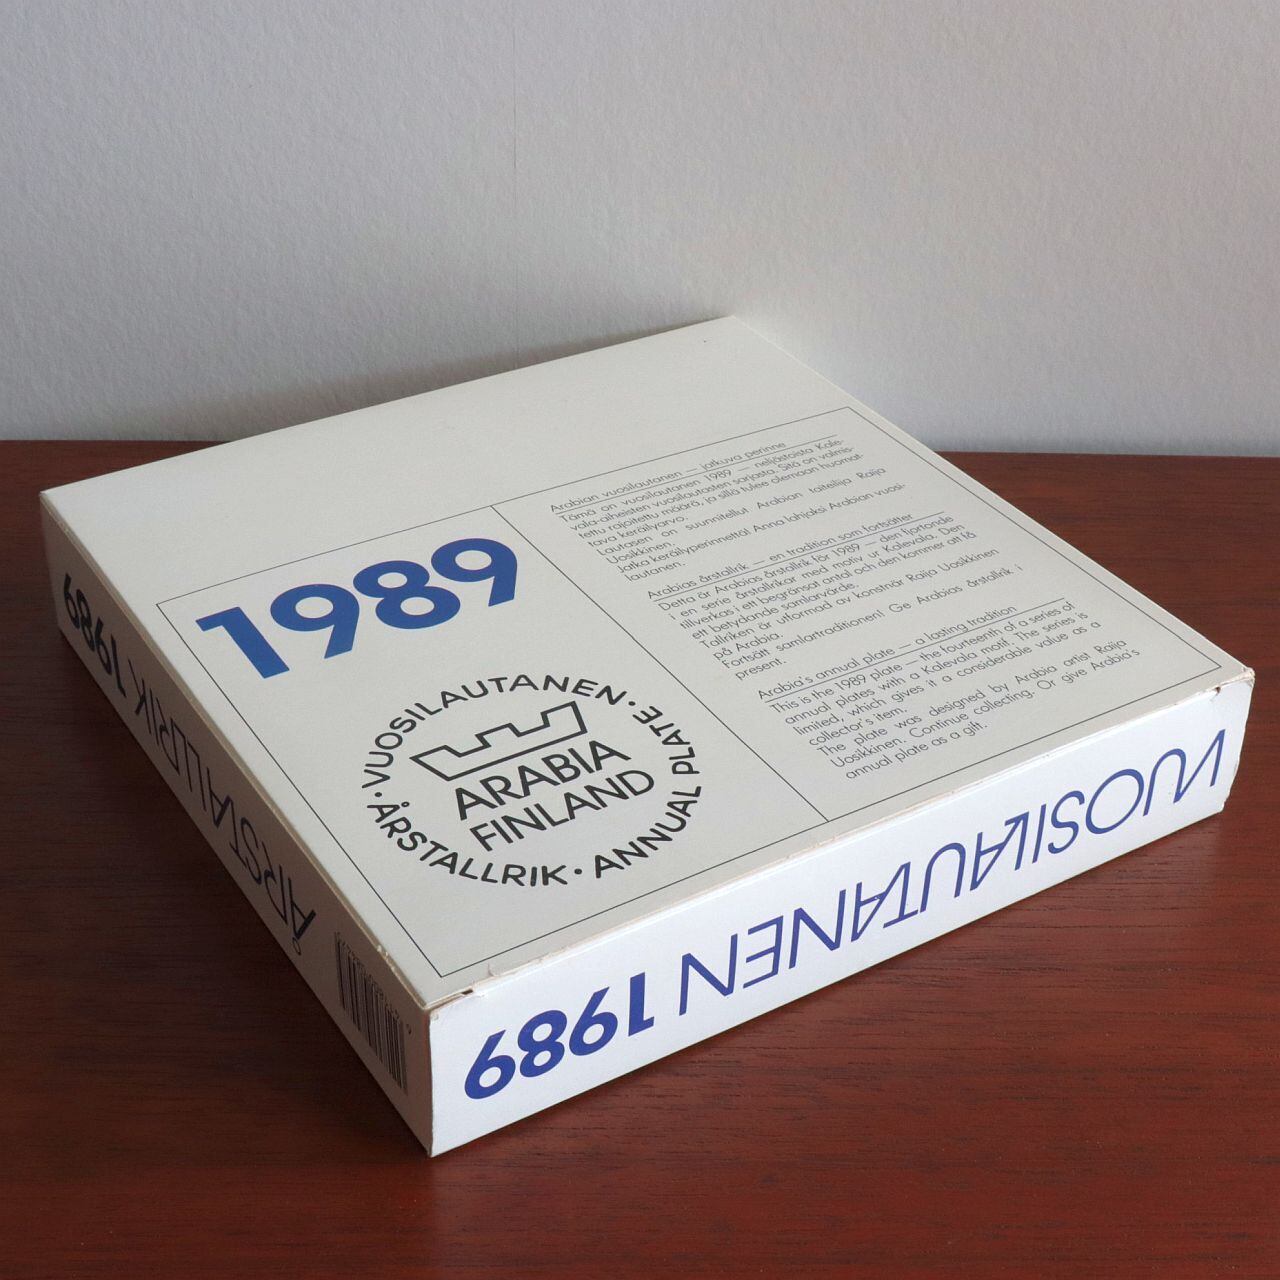 1989
VUOSILAUTANEN · ANNUAL PLATE · ÅRSTALLRIK ·
ARABIA
FINLAND
Arabian vuosilautanen — jatkuva perinne
Tämä on vuosilautanen 1989 — neljästoista Kale-
vala-aiheisten vuosilautasten sarjasta. Sitä on valmis-
tettu rajoitettu määrä, ja sillä tulee olemaan huomat-
tava keräilyarvo.
Lautasen on suunnitellut Arabian taiteilija Raija
Uosikkinen.
Jatka keräilyperinnettä! Anna lahjaksi Arabian vuosi-
lautanen.
Arabias årstallrik — en tradition som fortsätter
Detta är Arabias årstallrik för 1989 — den fjortonde
i en serie årstallrikar med motiv ur Kalevala. Den
tillverkas i ett begränsat antal och den kommer att få
ett betydande samlarvärde.
Tallriken är utformad av konstnär Raija Uosikkinen
på Arabia.
Fortsätt samlartraditionen! Ge Arabias årstallrik i
present.
Arabia's annual plate — a lasting tradition
This is the 1989 plate — the fourteenth of a series of
annual plates with a Kalevala motif. The series is
limited, which gives it a considerable value as a
collector's item.
The plate was designed by Arabia artist Raija
Uosikkinen. Continue collecting. Or give Arabia's
annual plate as a gift.
ÅRSTALLRIK 1989
VUOSILAUTANEN 1989